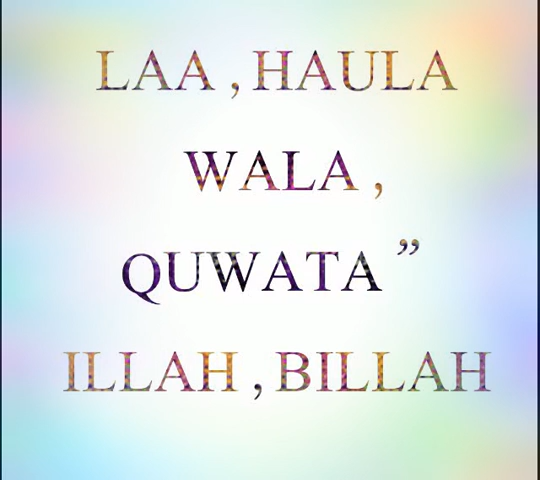 LAA , HAULA
WALA ,
QUWATA ”
ILLAH , BILLAH